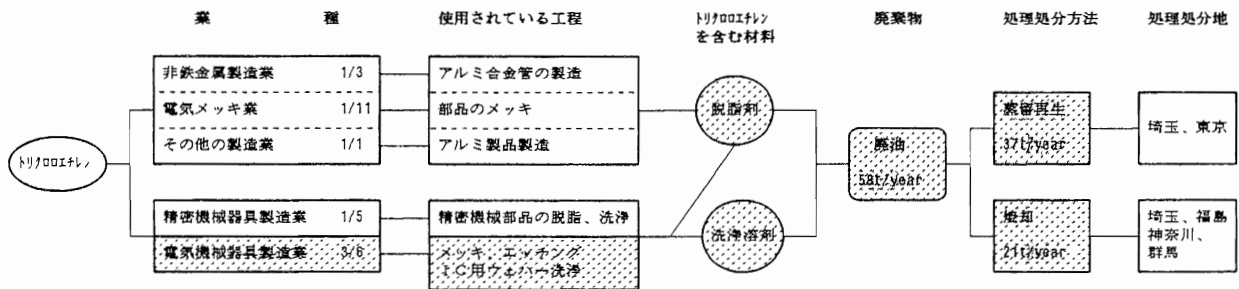 業 種 使用されている工程 トリクロロエチレン 廃棄物 処理処分方法 処理処分地
を含む材料
非鉄金属製造業 1/3 アルミ合金管の製造
電気メッキ業 1/11 部品のメッキ 脱脂剤 蒸留再生 埼玉、東京
その他の製造業 1/1 アルミ製品製造 廃油 37t/year
トリクロロエチレン 58t/year
精密機械器具製造業 1/5 精密機械部品の脱脂、洗浄 洗浄溶剤 焼却 埼玉、福島
電気機械器具製造業 3/6 メッキ、エッチング 21t/year 神奈川、
IC用ウェハー洗浄 群馬